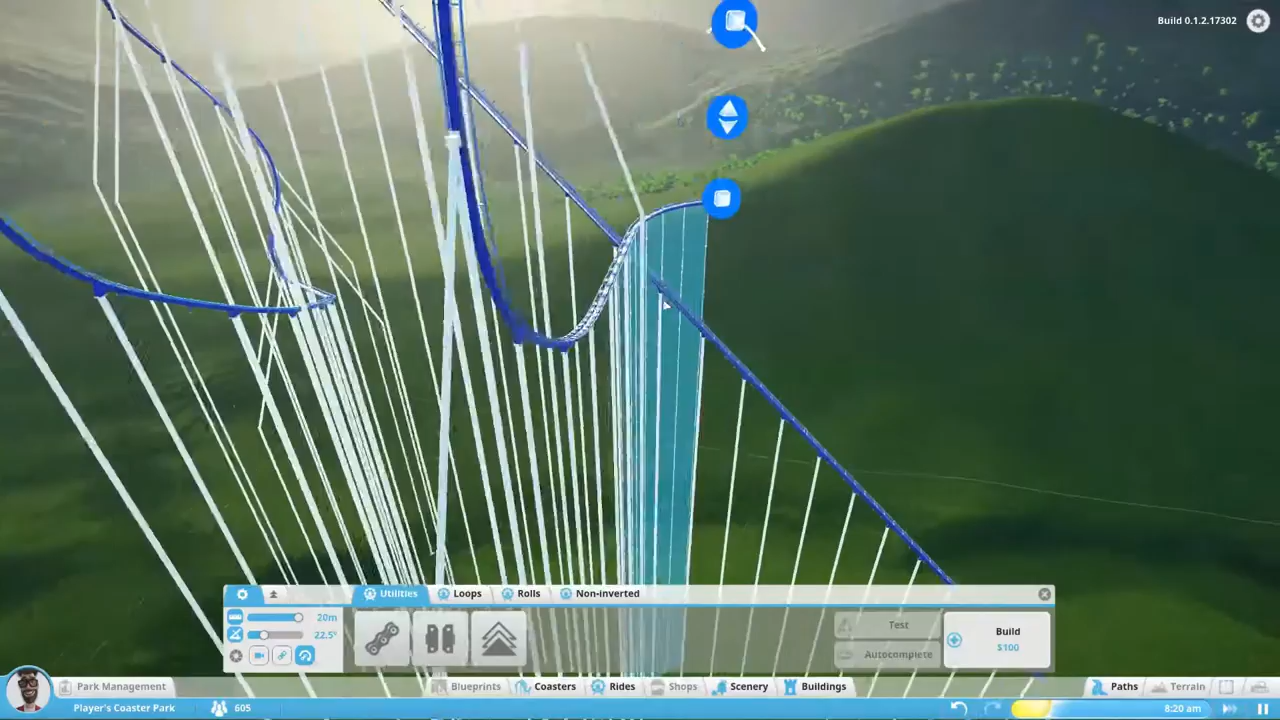 Build 0.1.2.17302
Utilities Loops Rolls Non-inverted
20m
22.5°
Test
Autocomplete
Build
$100
Park Management
Blueprints Coasters Rides Shops Scenery Buildings
Paths Terrain
Player's Coaster Park
605
8:20 am